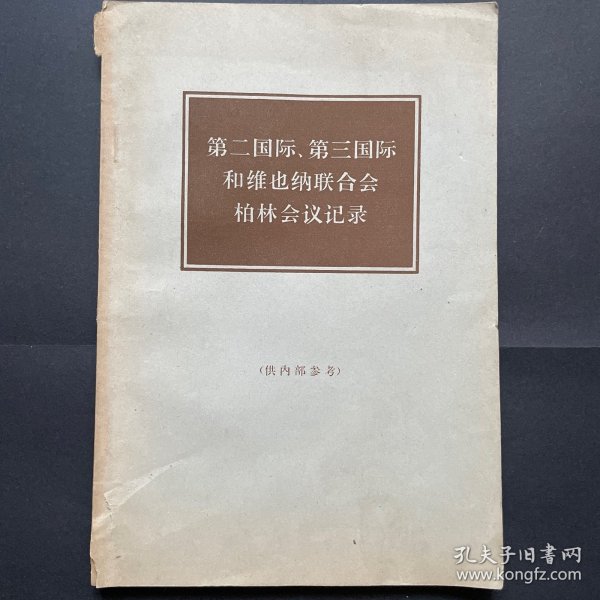 第二国际、第三国际
和维也纳联合会
柏林会议记录
(供内部参考)
孔夫子旧书网
www.kongfz.com